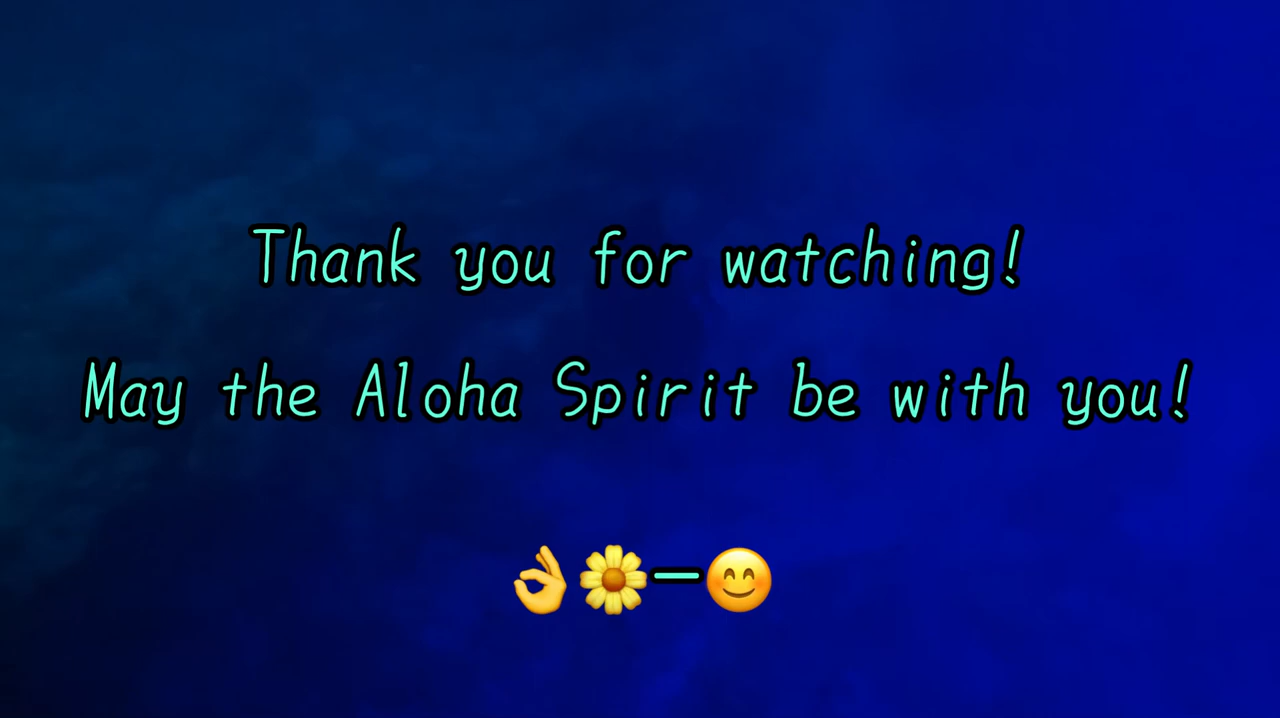 Thank you for watching!
May the Aloha Spirit be with you!
👌🌼—😊